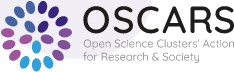 OSCARS
Open Science Clusters' Action
for Research & Society